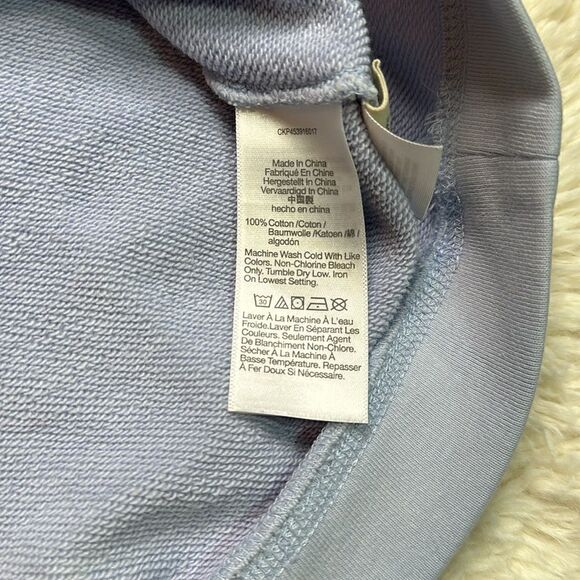 CKP453916017
Made In China
Fabriqué En Chine
Hergestellt In China
Vervaardigd In China
中国製
hecho en china
100% Cotton /Coton /
Baumwolle /Katoen /綿 /
algodón
Machine Wash Cold With Like
Colors. Non-Chlorine Bleach
Only. Tumble Dry Low. Iron
On Lowest Setting.
30
Laver À La Machine À L'eau
Froide.Laver En Séparant Les
Couleurs. Seulement Agent
De Blanchiment Non-Chlore.
Sécher À La Machine À
Basse Température. Repasser
À Fer Doux Si Nécessaire.